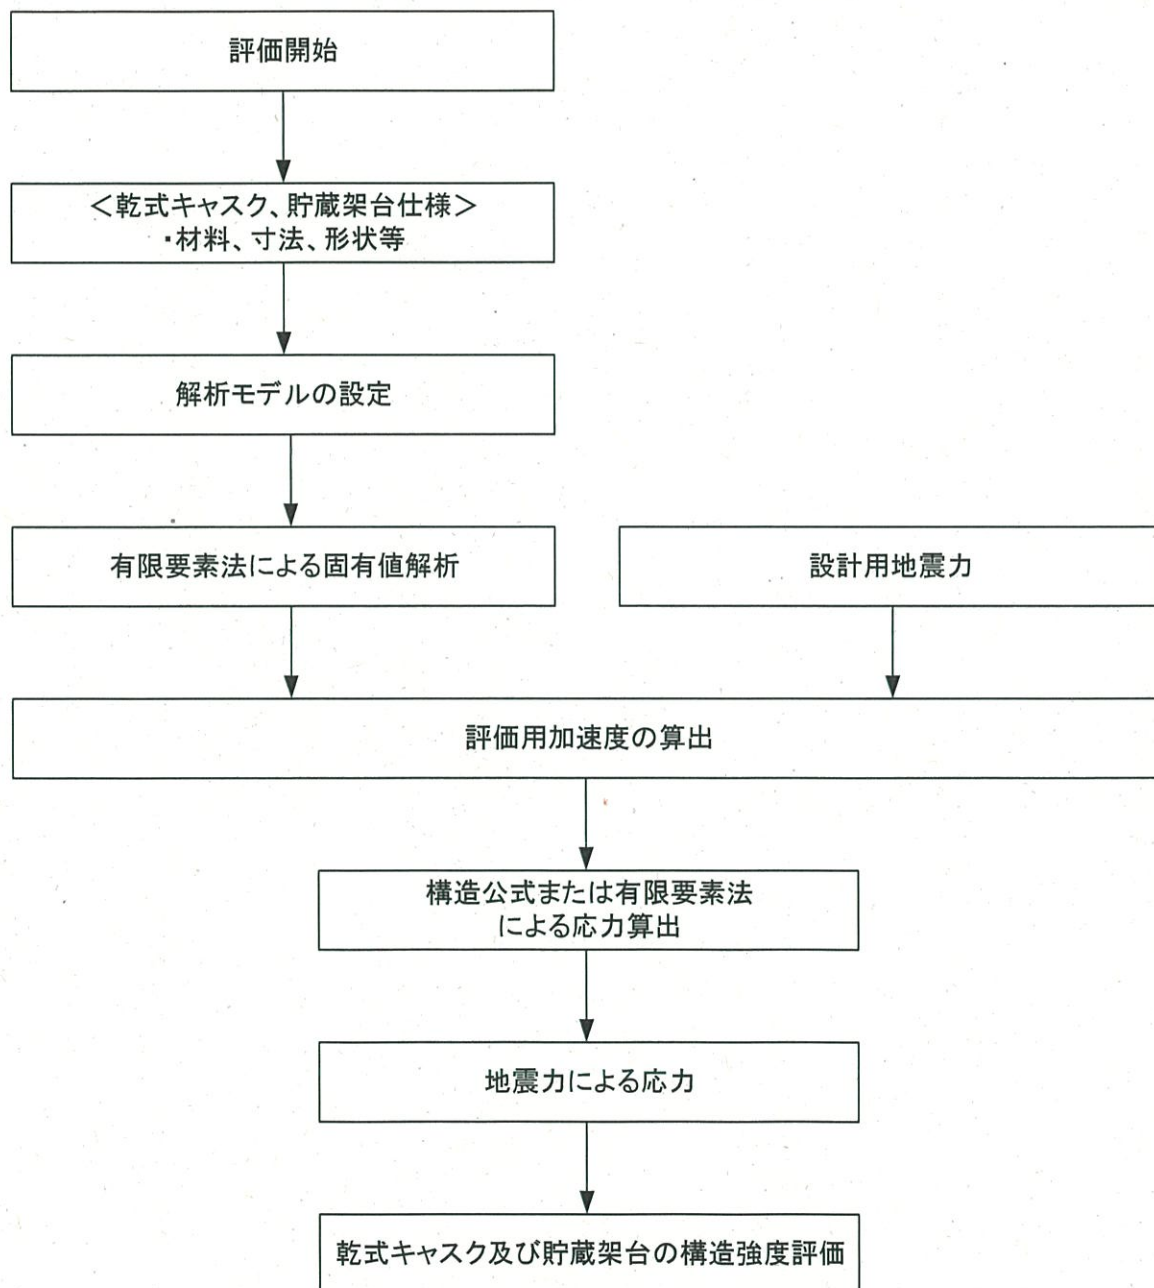 評価開始
＜乾式キャスク、貯蔵架台仕様＞
・材料、寸法、形状等
解析モデルの設定
有限要素法による固有値解析
設計用地震力
評価用加速度の算出
構造公式または有限要素法
による応力算出
地震力による応力
乾式キャスク及び貯蔵架台の構造強度評価